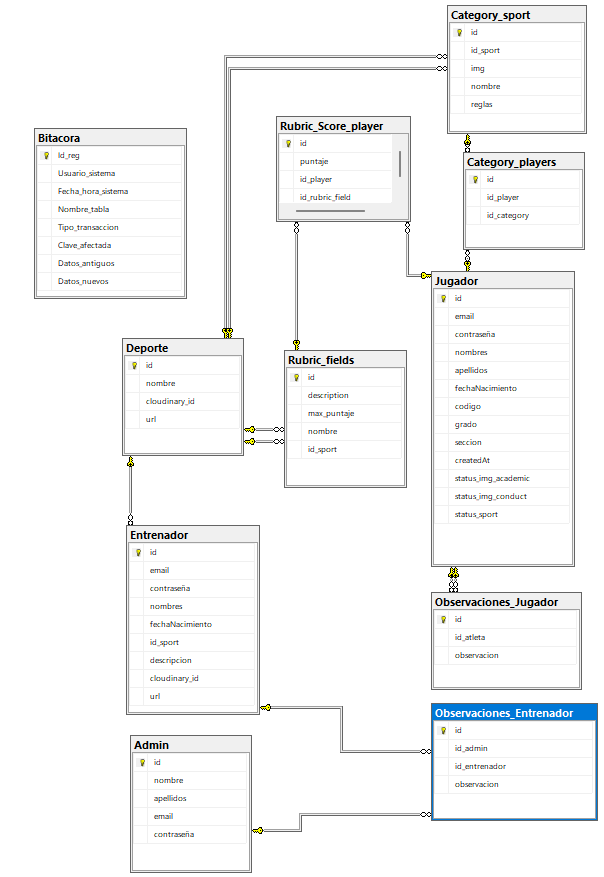 Category_sport
id
id_sport
img
nombre
reglas
Rubric_Score_player
id
puntaje
id_player
id_rubric_field
Bitacora
Id_reg
Usuario_sistema
Fecha_hora_sistema
Nombre_tabla
Tipo_transaccion
Clave_afectada
Datos_antiguos
Datos_nuevos
Category_players
id
id_player
id_category
Jugador
id
email
contraseña
nombres
apellidos
fechaNacimiento
codigo
grado
seccion
createdAt
status_img_academic
status_img_conduct
status_sport
Deporte
id
nombre
cloudinary_id
url
Rubric_fields
id
description
max_puntaje
nombre
id_sport
Entrenador
id
email
contraseña
nombres
fechaNacimiento
id_sport
descripcion
cloudinary_id
url
Observaciones_Jugador
id
id_atleta
observacion
Observaciones_Entrenador
id
id_admin
id_entrenador
observacion
Admin
id
nombre
apellidos
email
contraseña